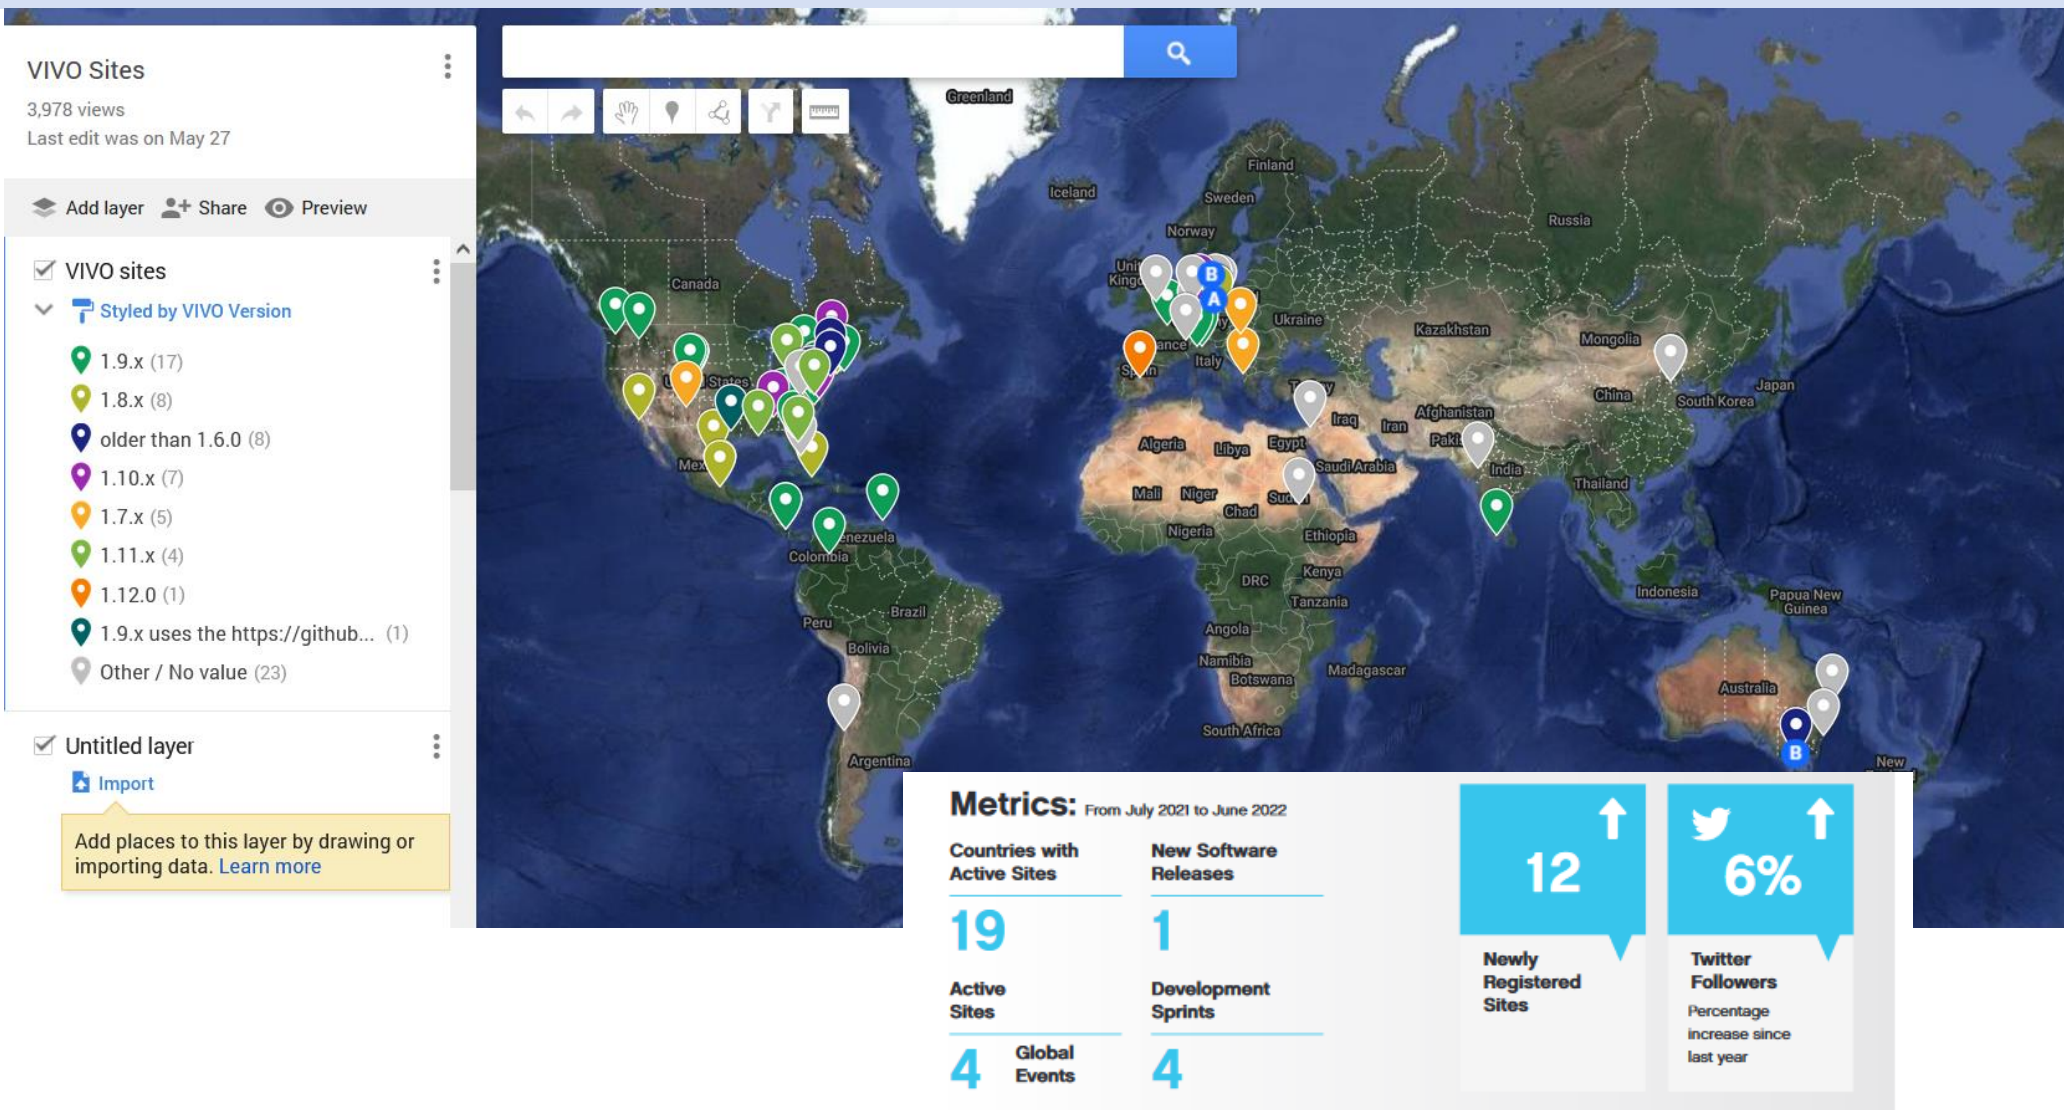 VIVO Sites
3,978 views
Last edit was on May 27
Add layer Share Preview
VIVO sites
Styled by VIVO Version
1.9.x (17)
1.8.x (8)
older than 1.6.0 (8)
1.10.x (7)
1.7.x (5)
1.11.x (4)
1.12.0 (1)
1.9.x uses the https://github... (1)
Other / No value (23)
Untitled layer
Import
Add places to this layer by drawing or
importing data. Learn more
Greenland
Iceland
Finland
Sweden
Norway
Russia
Canada
B
A
Ukraine
Kazakhstan
Mongolia
Italy
States
China
Japan
South Korea
Afghanistan
Iraq
Iran
Algeria
Libya
Egypt
Saudi Arabia
India
Thailand
Mali
Niger
Chad
Nigeria
Ethiopia
Colombia
DRC
Kenya
Tanzania
Indonesia
Papua New
Guinea
Brazil
Peru
Bolivia
Angola
Namibia
Botswana
Madagascar
Australia
South Africa
B
New
Argentina
Metrics: From July 2021 to June 2022
Countries with
Active Sites
19
New Software
Releases
1
Active
Sites
4 Global
Events
Development
Sprints
4
12
Newly
Registered
Sites
6%
Twitter
Followers
Percentage
increase since
last year